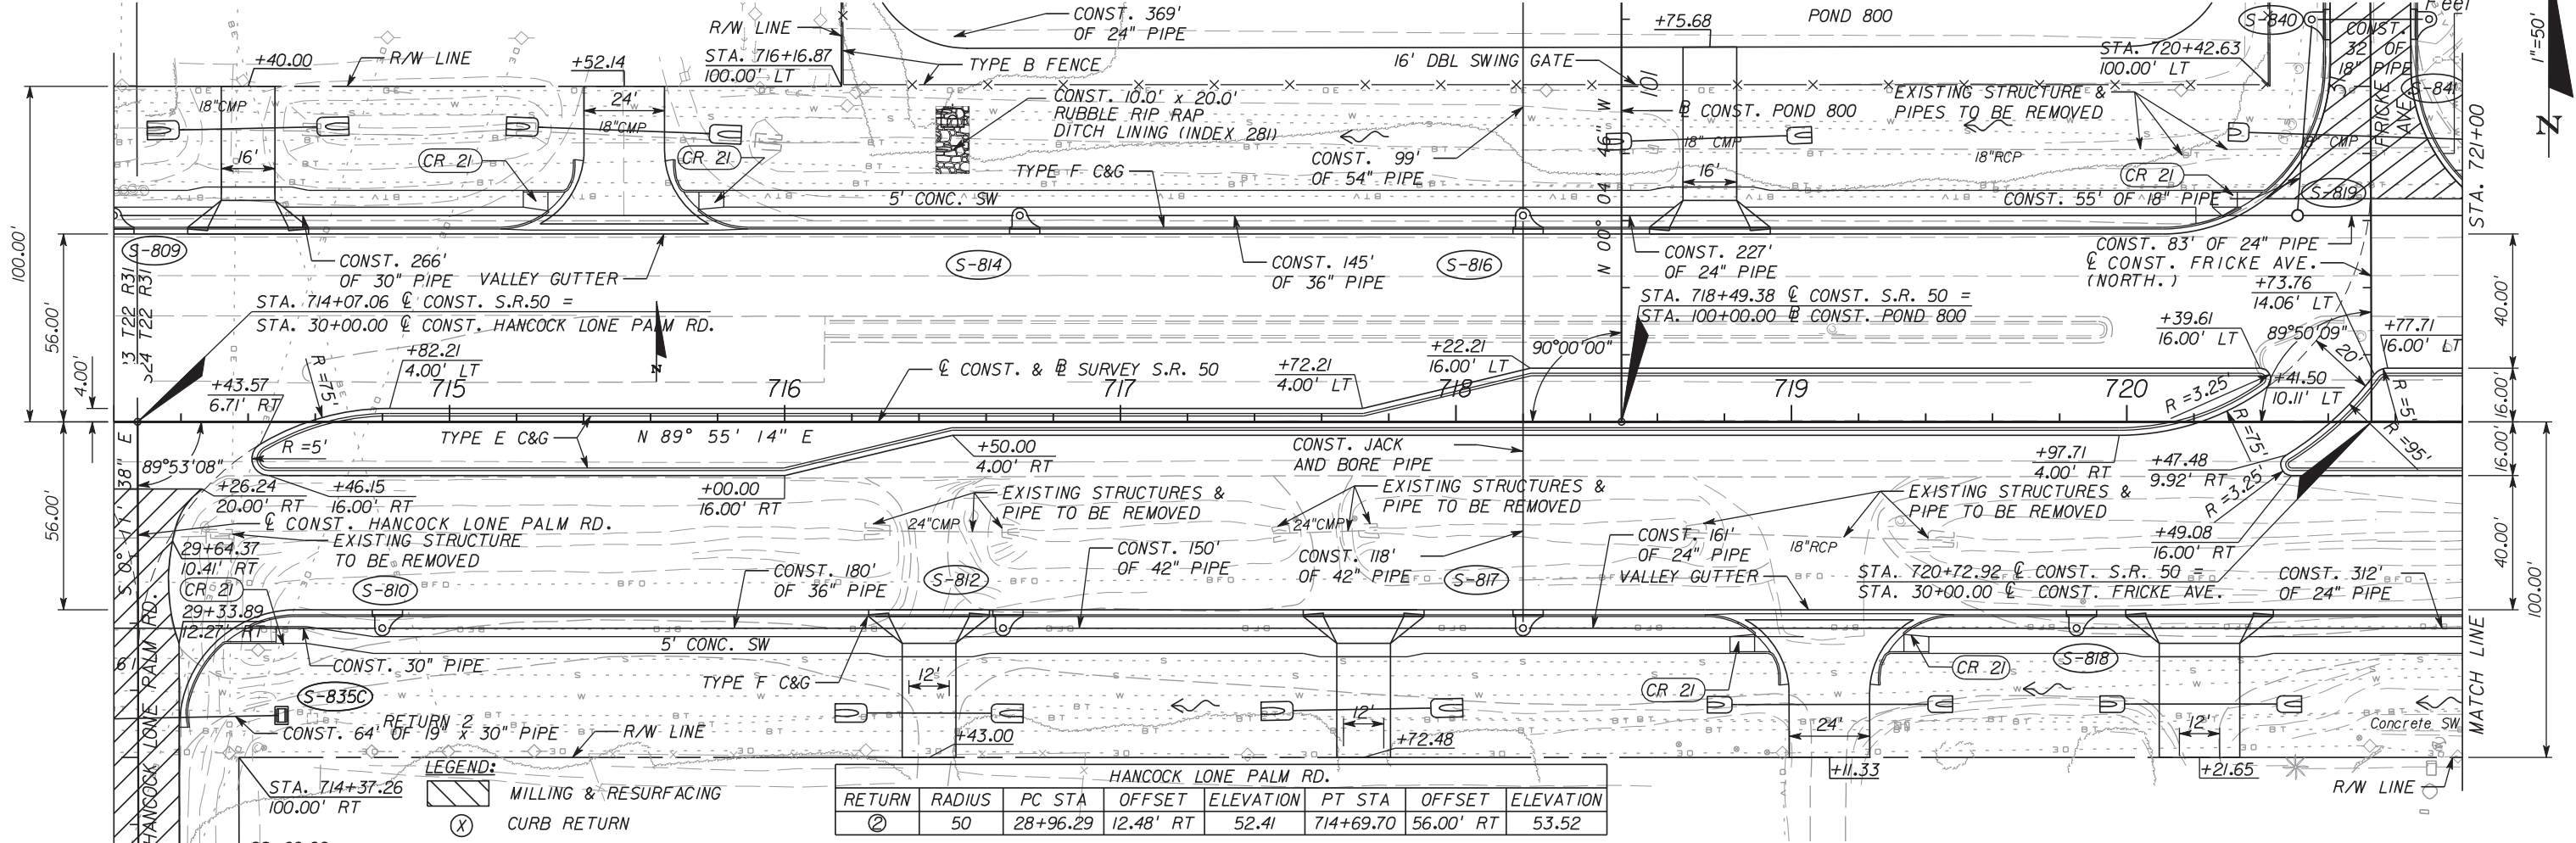 CONST. 369'
OF 24" PIPE
+75.68
POND 800
S-840
Feet
1"=50'
R/W LINE
STA. 716+16.87
100.00' LT
TYPE B FENCE
16' DBL SWING GATE
STA. 720+42.63
100.00' LT
CONST.
32' OF
18" PIPE
+40.00
R/W LINE
+52.14
18"CMP
24'
18"CMP
CONST. 10.0' x 20.0'
RUBBLE RIP RAP
DITCH LINING (INDEX 281)
101
℄ CONST. POND 800
EXISTING STRUCTURE &
PIPES TO BE REMOVED
FRICKE
AVE.
N
16'
CR 21
CR 21
CONST. 99'
OF 54" PIPE
18" CMP
18"RCP
16'
CR 21
S-819
TYPE F C&G
5' CONC. SW
CONST. 55' OF 18" PIPE
STA. 721+00
100.00'
S-809
CONST. 266'
OF 30" PIPE
VALLEY GUTTER
S-814
CONST. 145'
OF 36" PIPE
S-816
N 00° 04' 46" W
CONST. 227'
OF 24" PIPE
CONST. 83' OF 24" PIPE
℄ CONST. FRICKE AVE.
(NORTH.)
T22 R31
S24 T22 R31
56.00'
4.00'
STA. 714+07.06 ℄ CONST. S.R.50 =
STA. 30+00.00 ℄ CONST. HANCOCK LONE PALM RD.
N
STA. 718+49.38 ℄ CONST. S.R. 50 =
STA. 100+00.00 ℄ CONST. POND 800
+73.76
14.06' LT
+39.61
16.00' LT
89°50'09"
+77.71
16.00' LT
40.00'
R =75'
+82.21
4.00' LT
+43.57
6.71' RT
℄ CONST. & ℄ SURVEY S.R. 50
+72.21
4.00' LT
+22.21
16.00' LT
90°00'00"
20'
+41.50
10.11' LT
R =3.25'
R =5'
16.00'
715
716
717
718
719
720
R =5'
TYPE E C&G
N 89° 55' 14" E
+50.00
4.00' RT
CONST. JACK
AND BORE PIPE
+97.71
4.00' RT
R =75'
R =95'
+47.48
9.92' RT
16.00'
89°53'08"
+26.24
20.00' RT
+46.15
16.00' RT
+00.00
16.00' RT
EXISTING STRUCTURES &
PIPE TO BE REMOVED
24"CMP
EXISTING STRUCTURES &
PIPE TO BE REMOVED
24"CMP
EXISTING STRUCTURES &
PIPE TO BE REMOVED
18"RCP
R =3.25'
+49.08
16.00' RT
40.00'
56.00'
℄ CONST. HANCOCK LONE PALM RD.
EXISTING STRUCTURE
TO BE REMOVED
29+64.37
10.41' RT
CR 21
29+33.89
12.27' RT
S-810
CONST. 180'
OF 36" PIPE
S-812
CONST. 150'
OF 42" PIPE
CONST. 118'
OF 42" PIPE
S-817
CONST. 161'
OF 24" PIPE
VALLEY GUTTER
STA. 720+72.92 ℄ CONST. S.R. 50 =
STA. 30+00.00 ℄ CONST. FRICKE AVE.
CONST. 312'
OF 24" PIPE
100.00'
5' CONC. SW
CONST. 30" PIPE
TYPE F C&G
12'
12'
CR 21
CR 21
S-818
S-835C
RETURN 2
CONST. 64' OF 19" x 30" PIPE
R/W LINE
+43.00
+72.48
24'
12'
Concrete SW
MATCH LINE
+11.33
+21.65
R/W LINE
HANCOCK LONE PALM RD.
STA. 714+37.26
100.00' RT
LEGEND:
MILLING & RESURFACING
X CURB RETURN
HANCOCK LONE PALM RD.
RETURN RADIUS PC STA OFFSET ELEVATION PT STA OFFSET ELEVATION
② 50 28+96.29 12.48' RT 52.41 714+69.70 56.00' RT 53.52